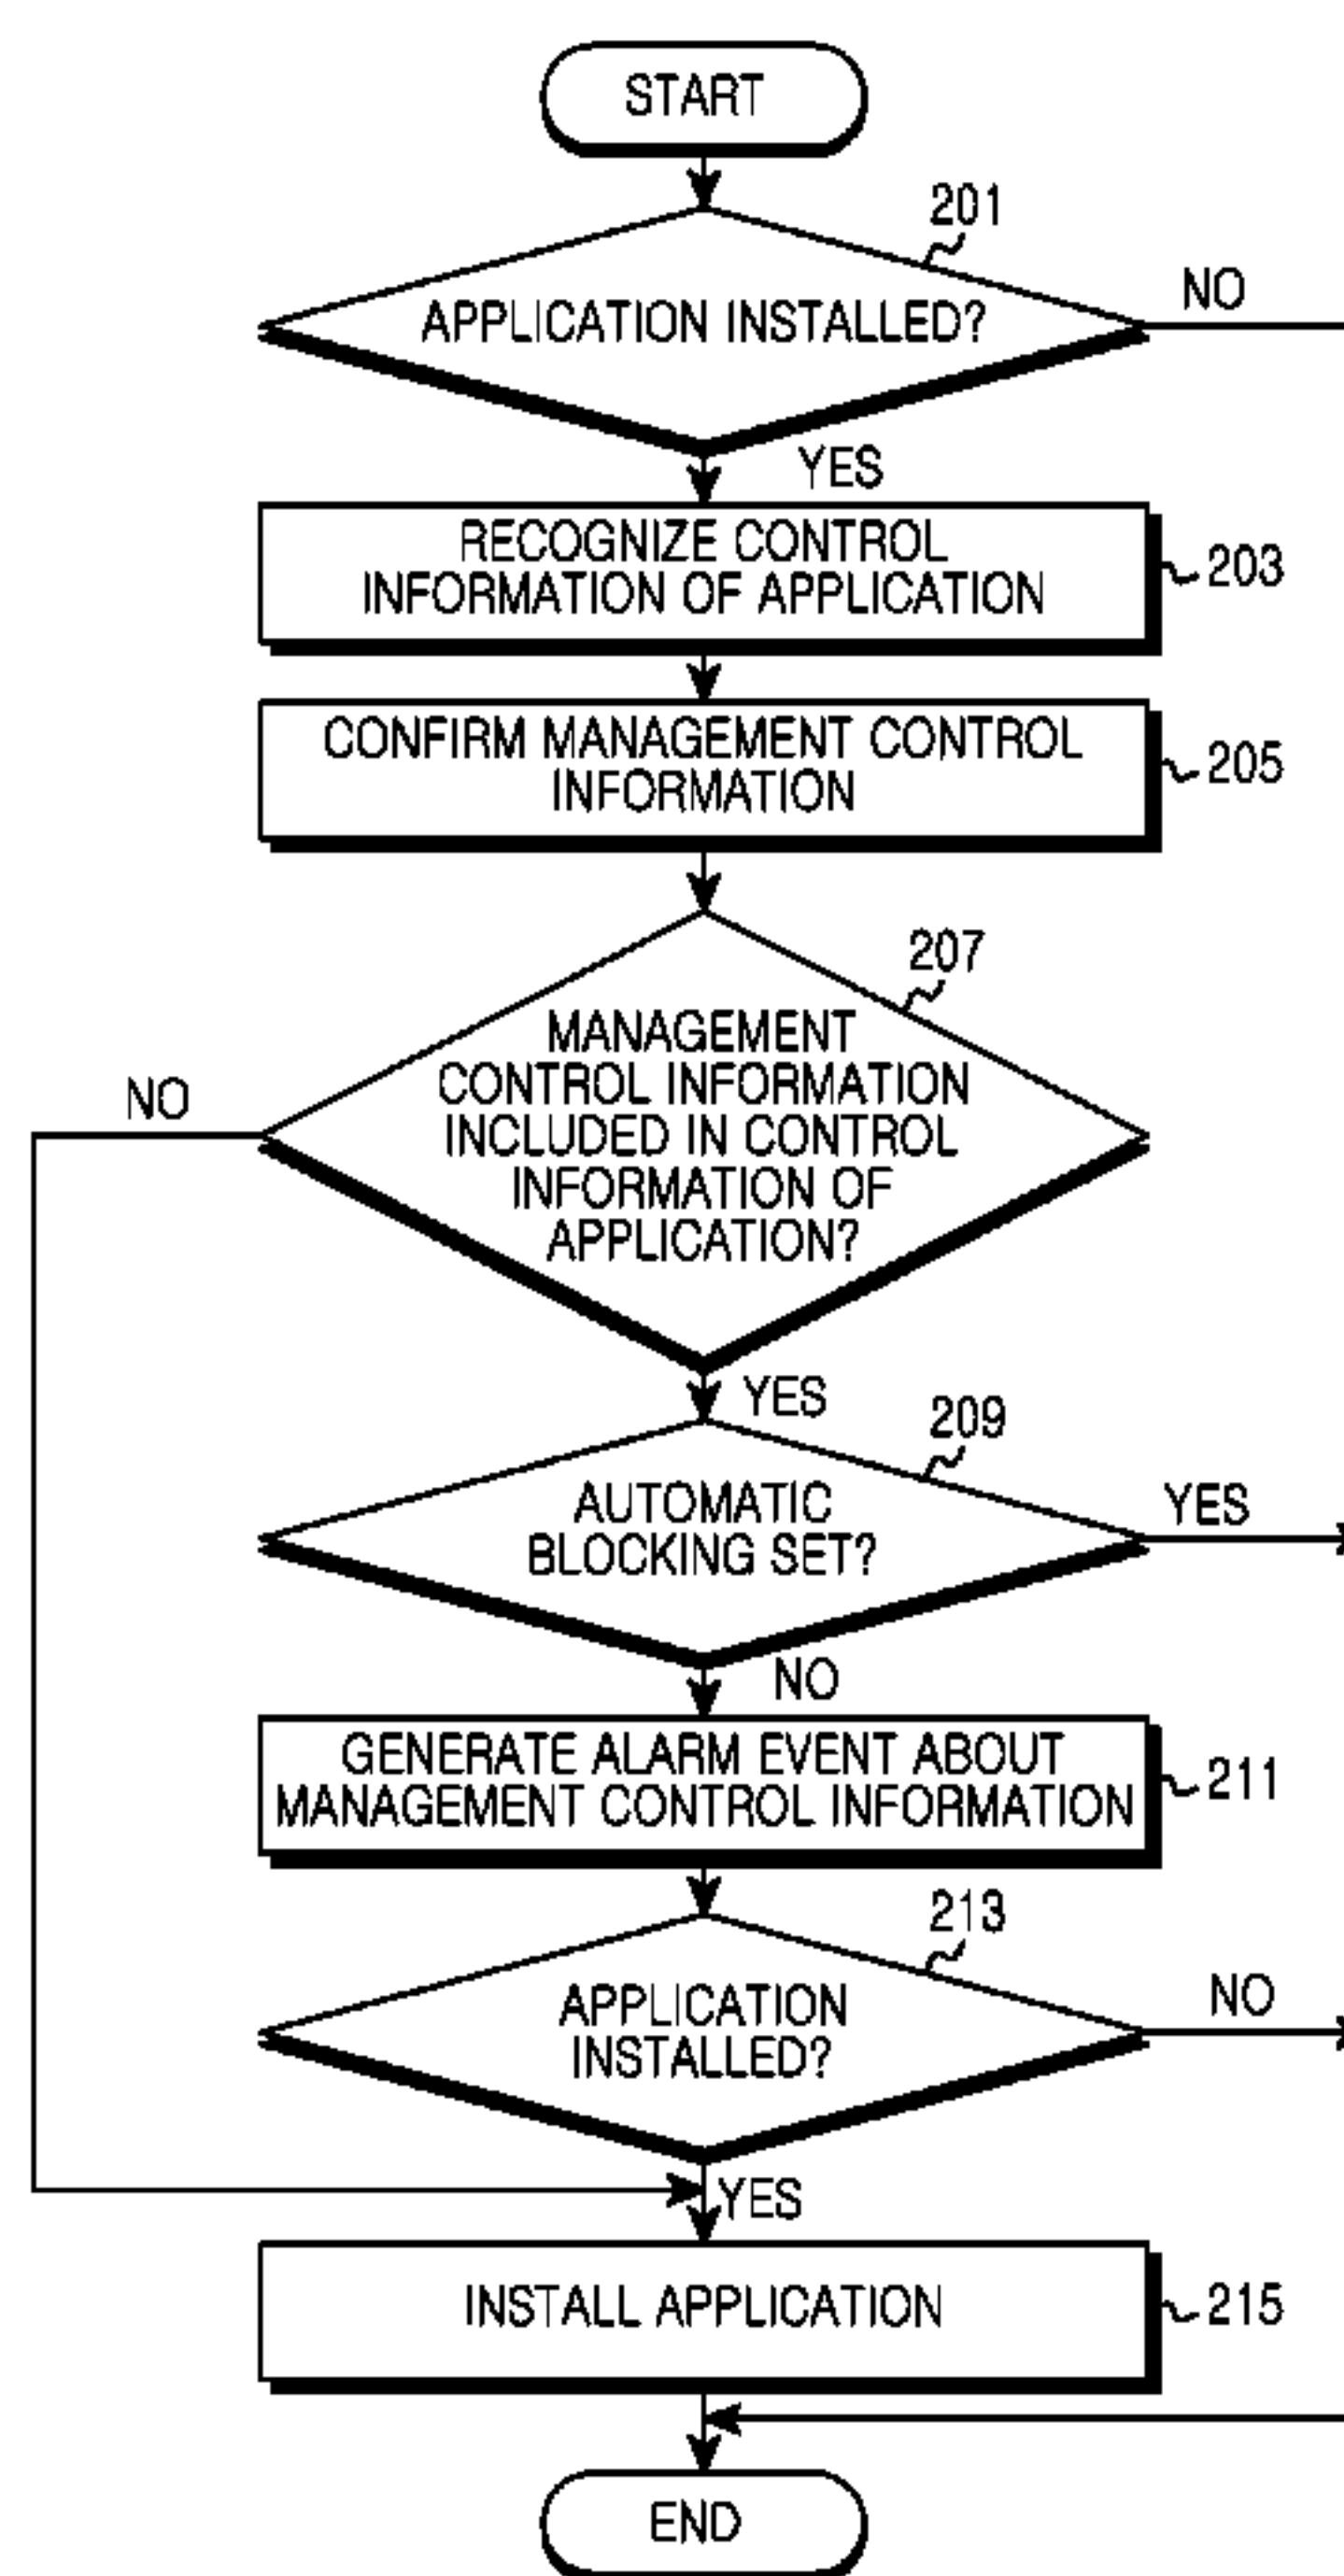 START
201
APPLICATION INSTALLED?
NO
YES
RECOGNIZE CONTROL
INFORMATION OF APPLICATION
203
CONFIRM MANAGEMENT CONTROL
INFORMATION
205
207
MANAGEMENT
CONTROL INFORMATION
INCLUDED IN CONTROL
INFORMATION OF
APPLICATION?
NO
YES
209
AUTOMATIC
BLOCKING SET?
YES
NO
GENERATE ALARM EVENT ABOUT
MANAGEMENT CONTROL INFORMATION
211
213
APPLICATION
INSTALLED?
NO
YES
INSTALL APPLICATION
215
END